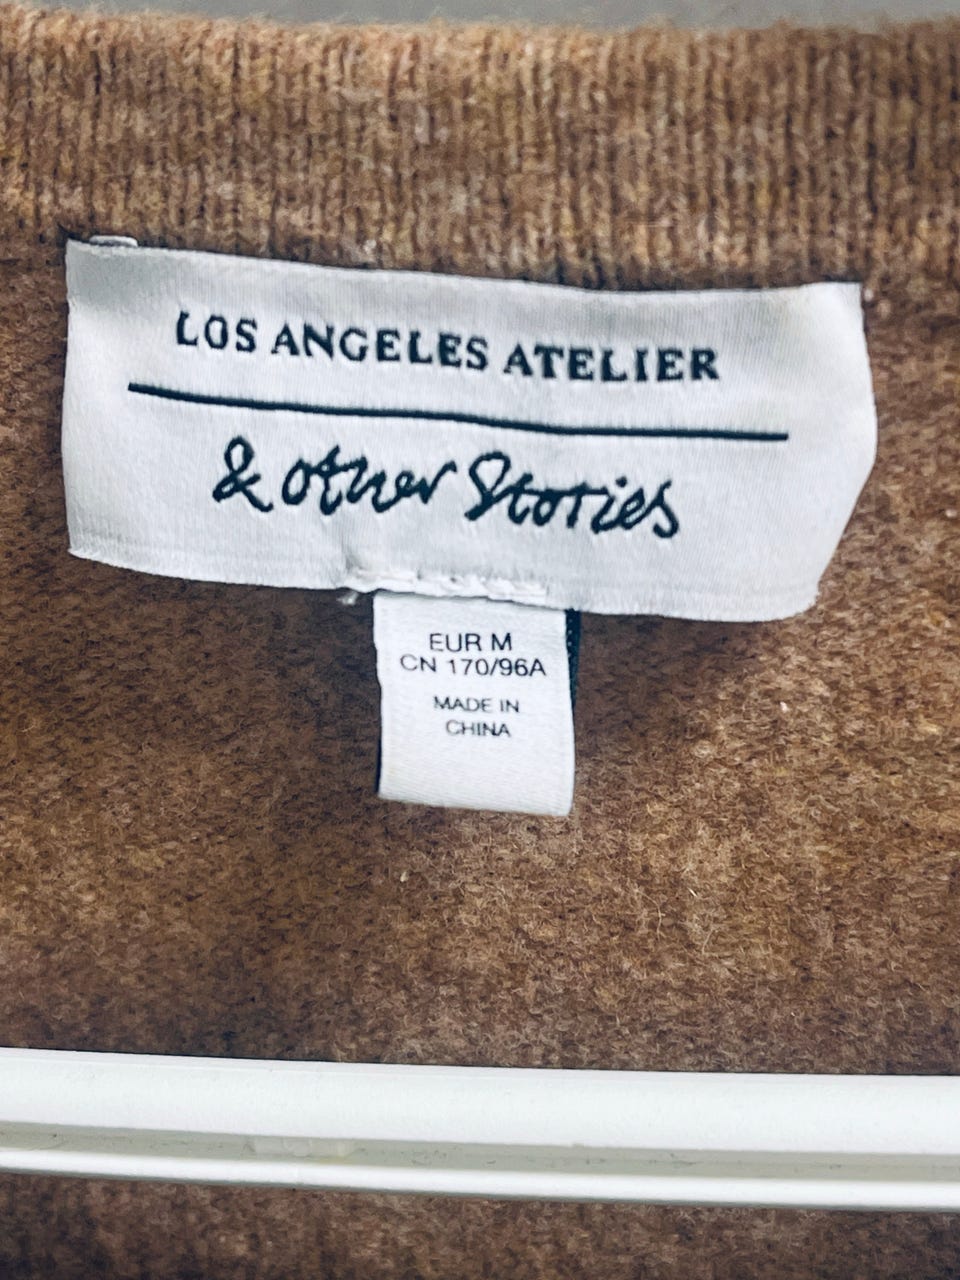 LOS ANGELES ATELIER
& other Stories
EUR M
CN 170/96A
MADE IN
CHINA